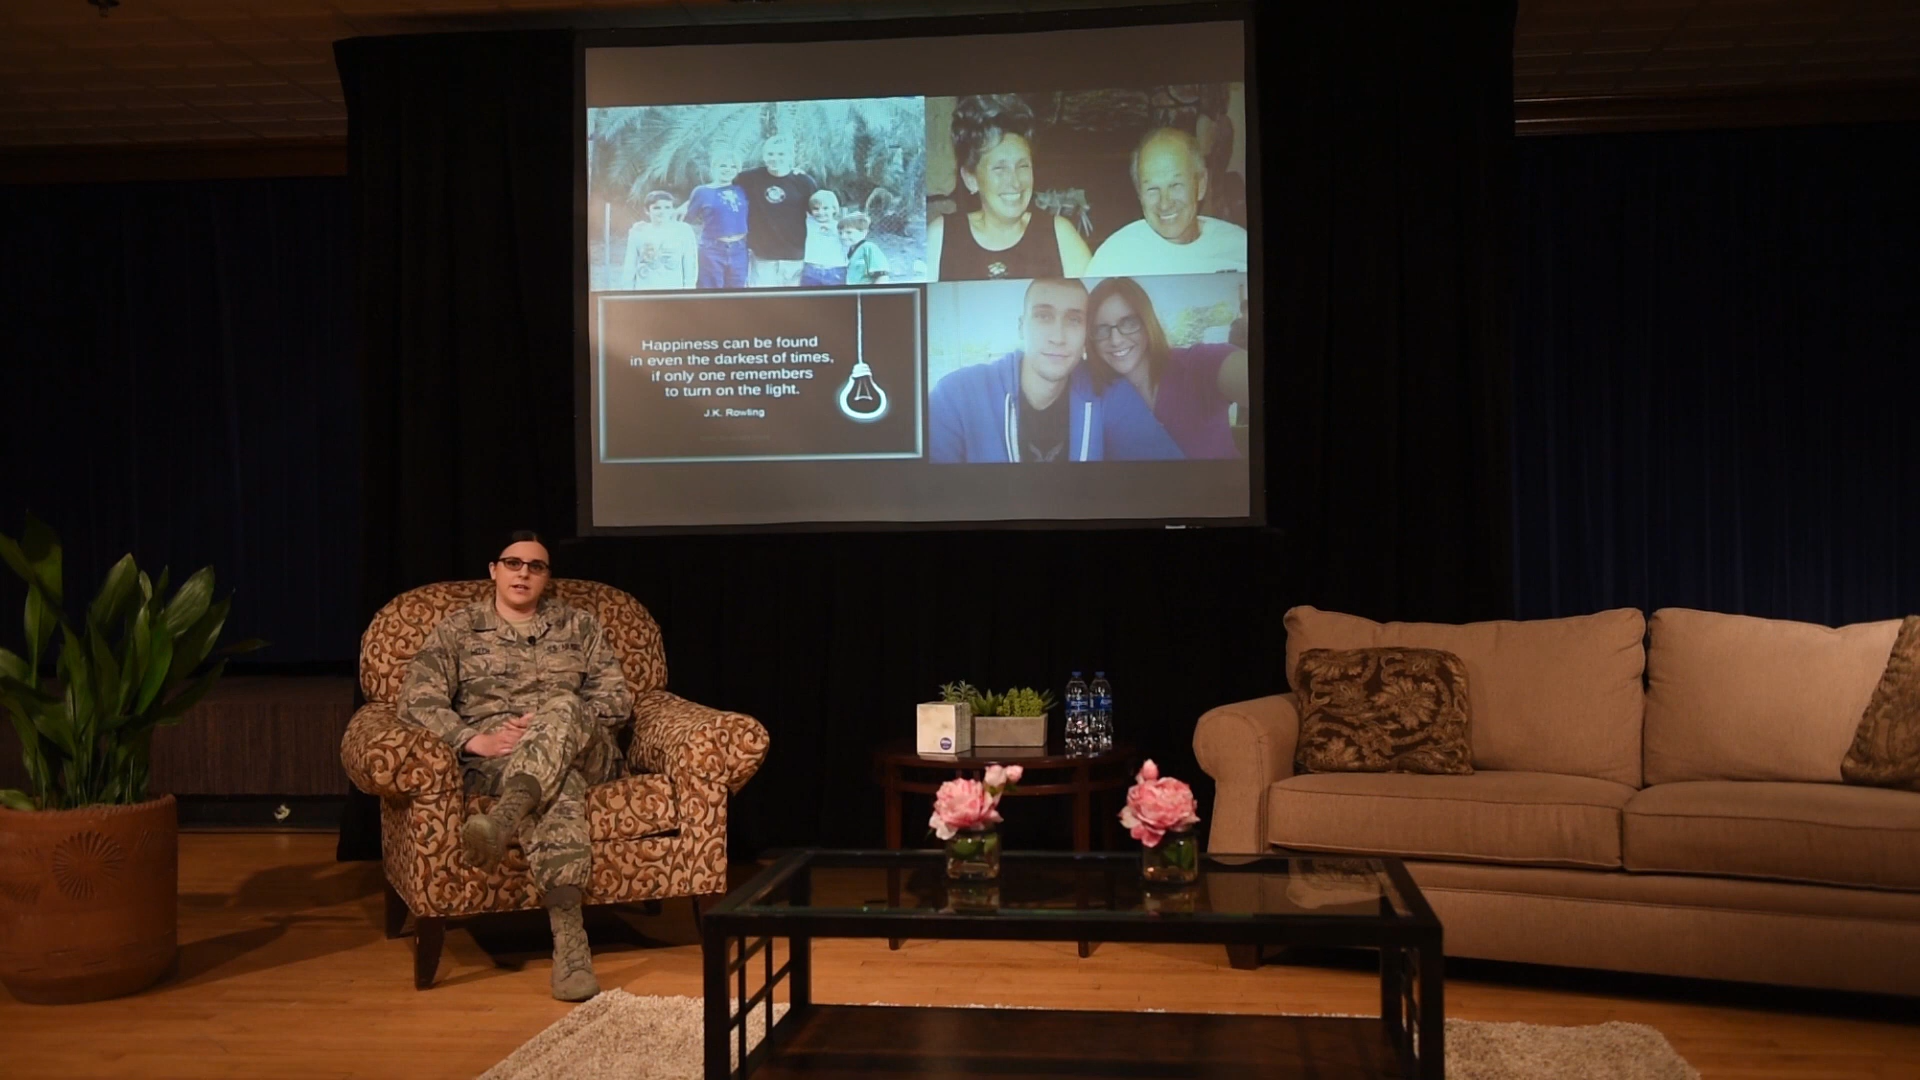 Happiness can be found
in even the darkest of times,
if only one remembers
to turn on the light.
J.K. Rowling